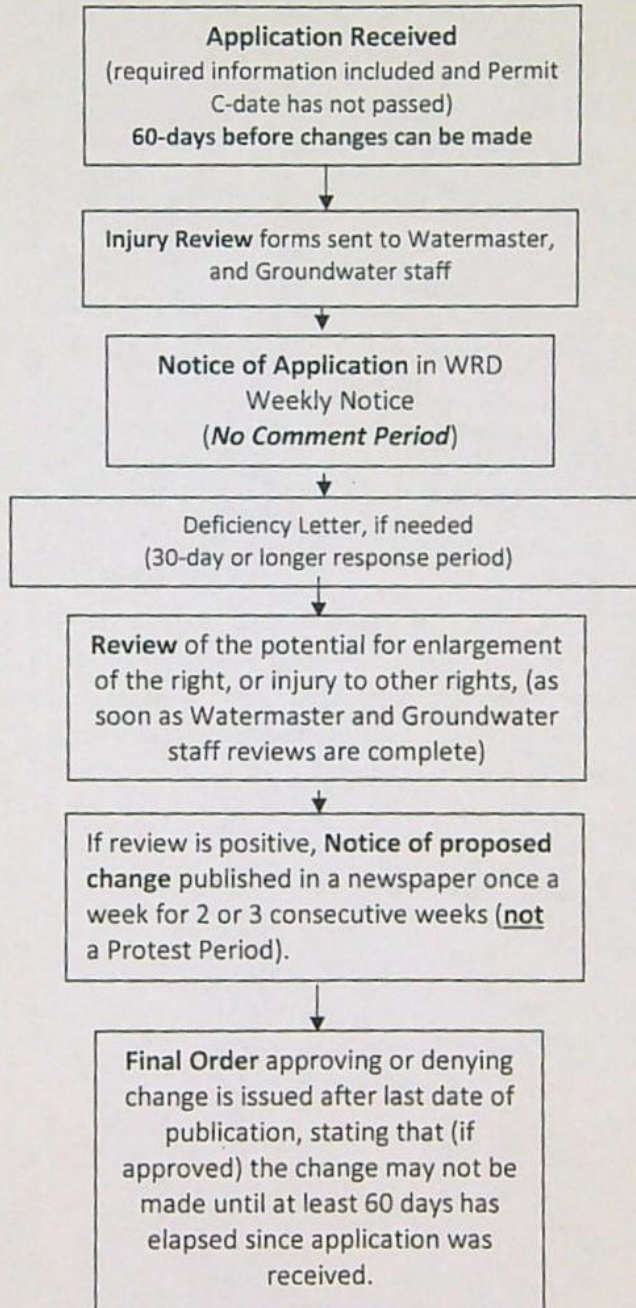 Application Received
(required information included and Permit
C-date has not passed)
60-days before changes can be made
Injury Review forms sent to Watermaster,
and Groundwater staff
Notice of Application in WRD
Weekly Notice
(No Comment Period)
Deficiency Letter, if needed
(30-day or longer response period)
Review of the potential for enlargement
of the right, or injury to other rights, (as
soon as Watermaster and Groundwater
staff reviews are complete)
If review is positive, Notice of proposed
change published in a newspaper once a
week for 2 or 3 consecutive weeks (not
a Protest Period).
Final Order approving or denying
change is issued after last date of
publication, stating that (if
approved) the change may not be
made until at least 60 days has
elapsed since application was
received.